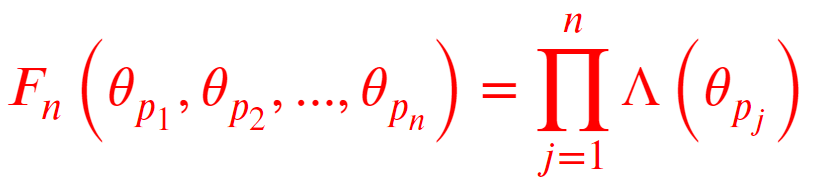 F_n(θ_{p_1}, θ_{p_2}, ..., θ_{p_n}) = ∏_{j=1}^{n} Λ(θ_{p_j})